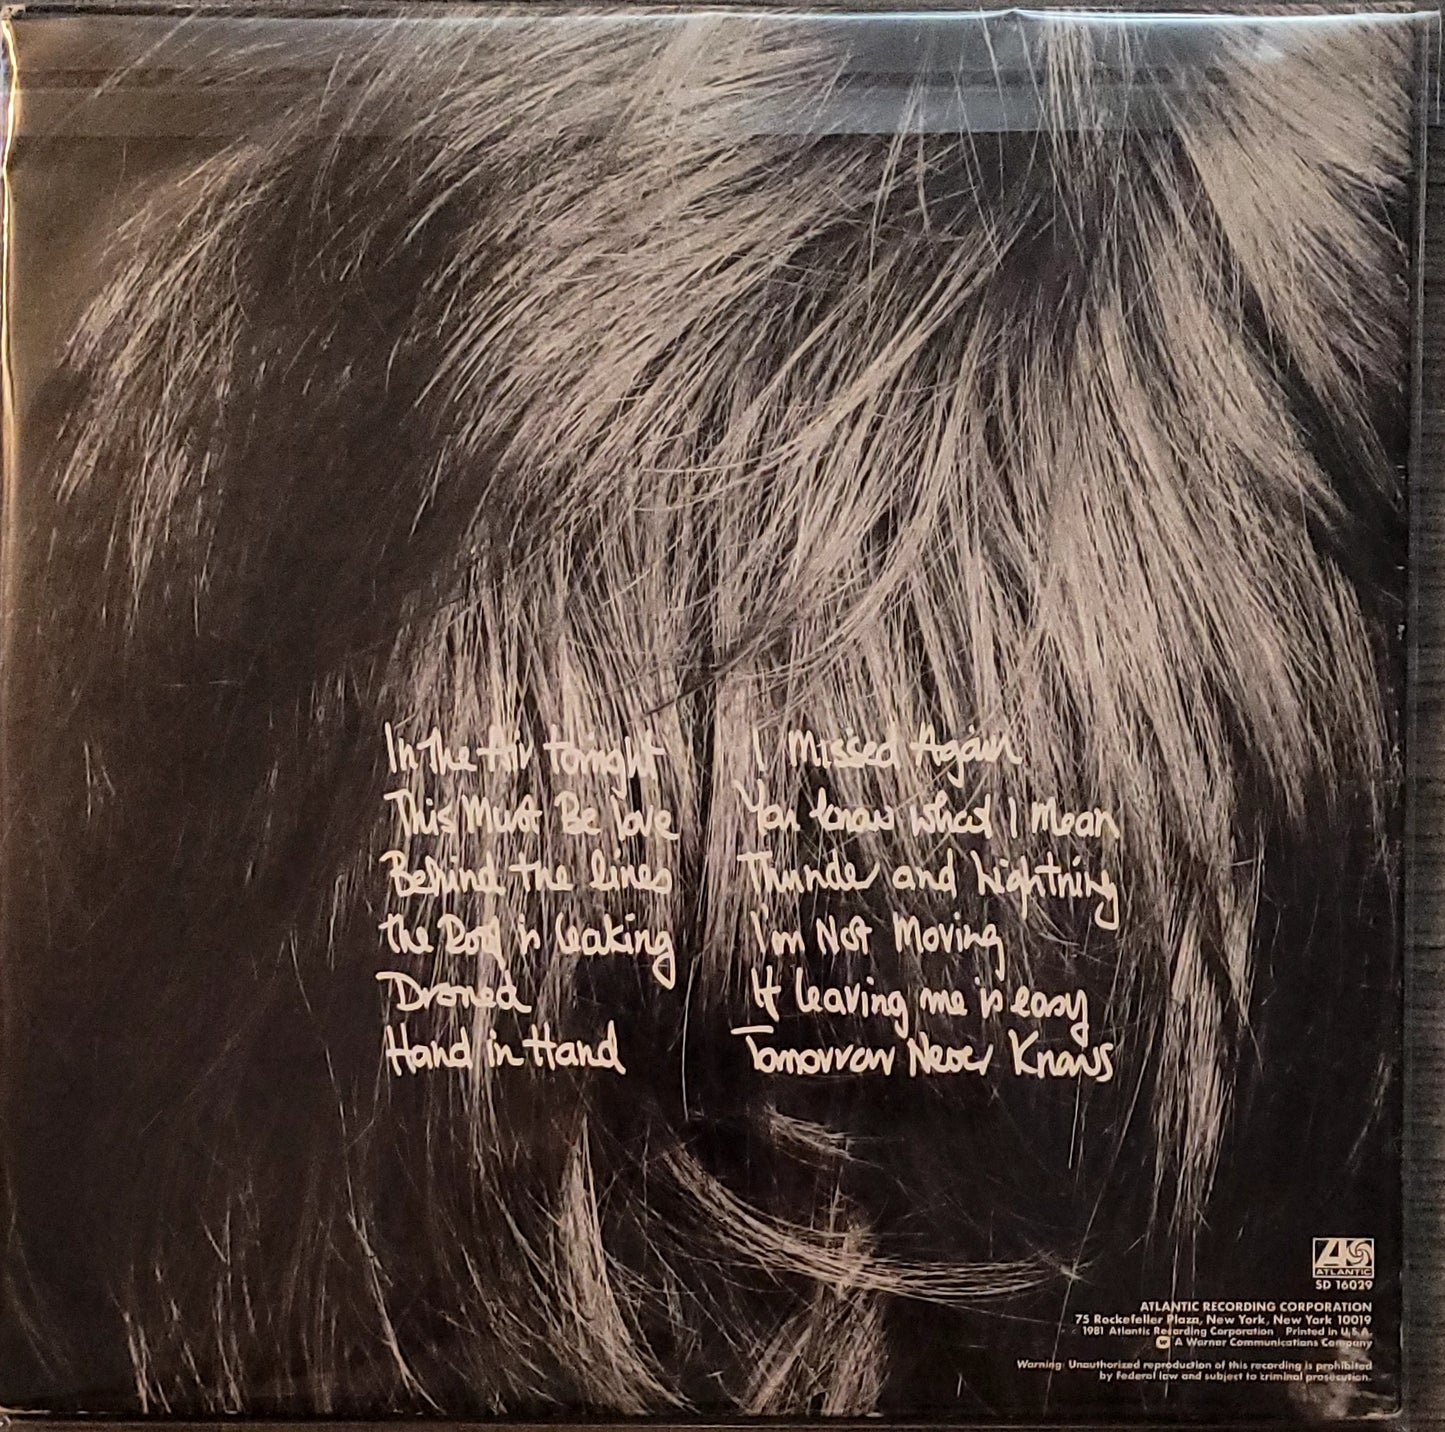 In The Air tonight
This Must Be love
Behind the lines
the Roof is leaking
Droned
Hand in Hand
I Missed Again
You know what I Mean
Thunder and Lightning
I'm Not Moving
If leaving me is easy
Tomorrow Never Knows
ATLANTIC
SD 16029
ATLANTIC RECORDING CORPORATION
75 Rockefeller Plaza, New York, New York 10019
1981 Atlantic Recording Corporation Printed in U.S.A.
A Warner Communications Company
Warning: Unauthorized reproduction of this recording is prohibited
by Federal law and subject to criminal prosecution.